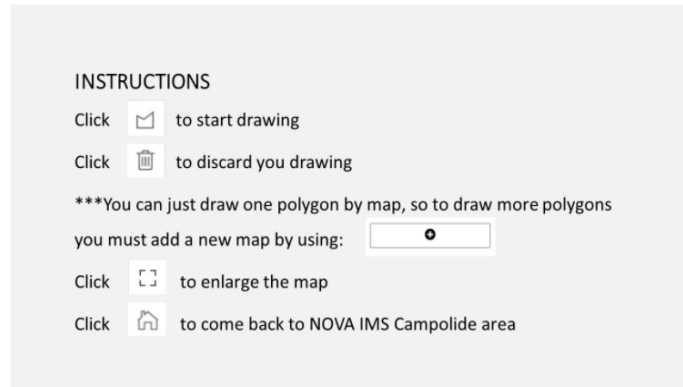 INSTRUCTIONS
Click to start drawing
Click to discard you drawing
***You can just draw one polygon by map, so to draw more polygons
you must add a new map by using:
Click to enlarge the map
Click to come back to NOVA IMS Campolide area